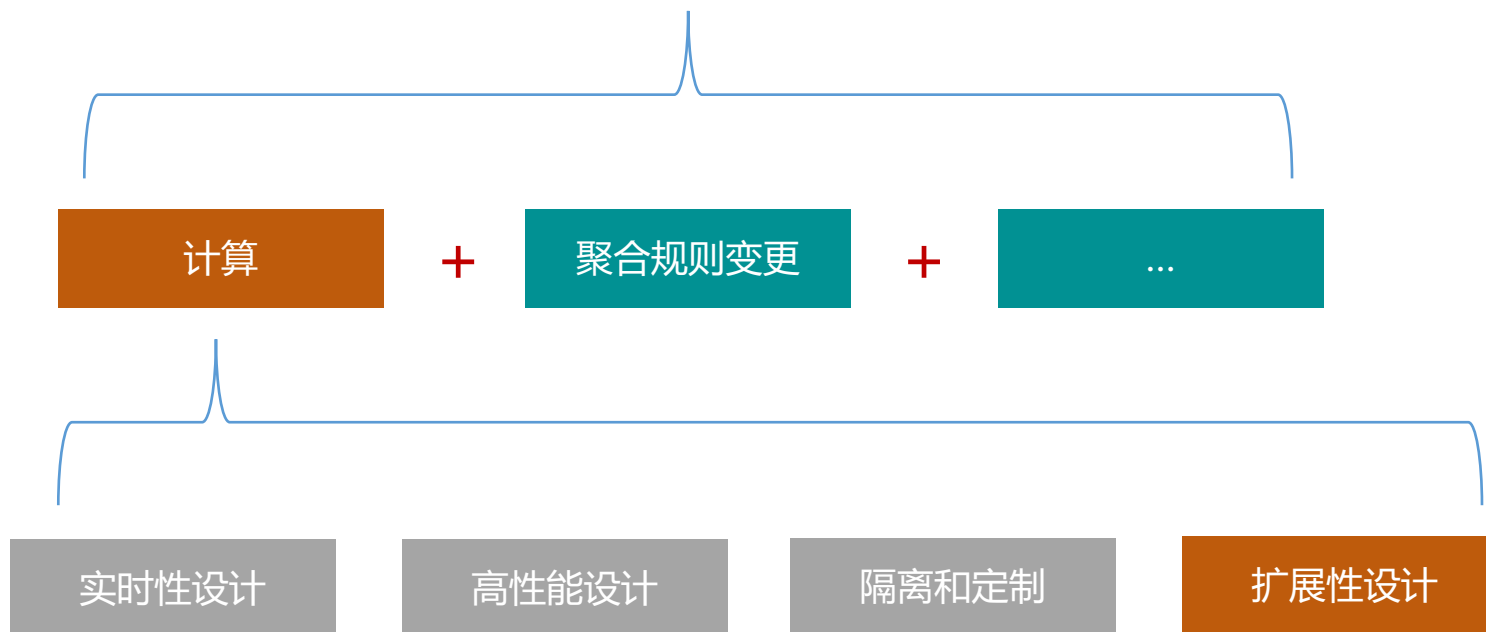 计算 + 聚合规则变更 + ...
实时性设计 高性能设计 隔离和定制 扩展性设计